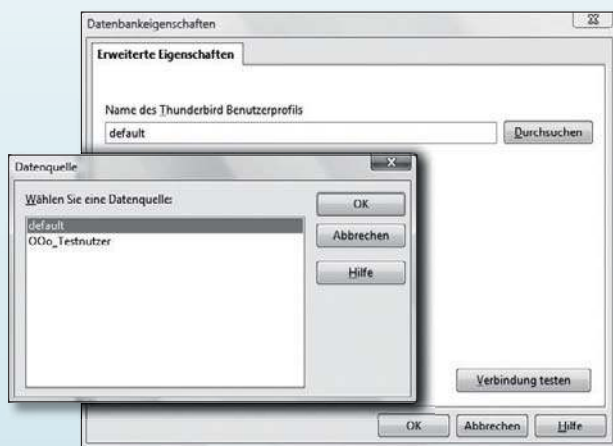 Datenbankeigenschaften
Erweiterte Eigenschaften
Name des Thunderbird Benutzerprofils
default
Durchsuchen
Datenquelle
Wählen Sie eine Datenquelle:
default
OOo_Testnutzer
OK
Abbrechen
Hilfe
Verbindung testen
OK
Abbrechen
Hilfe